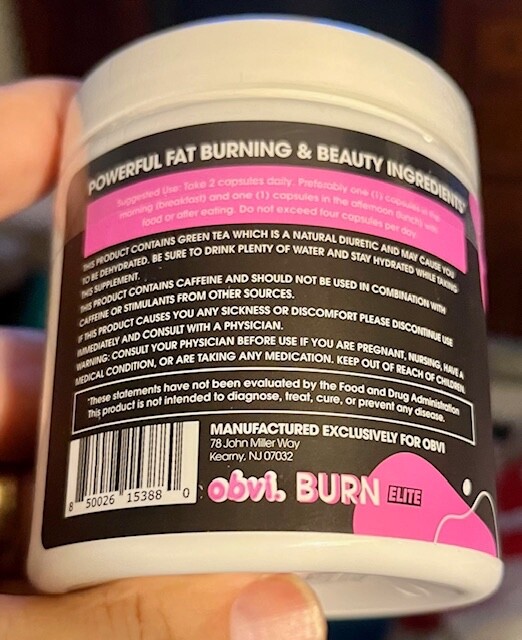 POWERFUL FAT BURNING & BEAUTY INGREDIENTS*
Suggested Use: Take 2 capsules daily. Preferably one (1) capsules in the
morning (breakfast) and one (1) capsules in the afternoon (lunch) with
food or after eating. Do not exceed four capsules per day.
THIS PRODUCT CONTAINS GREEN TEA WHICH IS A NATURAL DIURETIC AND MAY CAUSE YOU
TO BE DEHYDRATED. BE SURE TO DRINK PLENTY OF WATER AND STAY HYDRATED WHILE TAKING
THIS SUPPLEMENT.
THIS PRODUCT CONTAINS CAFFEINE AND SHOULD NOT BE USED IN COMBINATION WITH
CAFFEINE OR STIMULANTS FROM OTHER SOURCES.
IF THIS PRODUCT CAUSES YOU ANY SICKNESS OR DISCOMFORT PLEASE DISCONTINUE USE
IMMEDIATELY AND CONSULT WITH A PHYSICIAN.
WARNING: CONSULT YOUR PHYSICIAN BEFORE USE IF YOU ARE PREGNANT, NURSING, HAVE A
MEDICAL CONDITION, OR ARE TAKING ANY MEDICATION. KEEP OUT OF REACH OF CHILDREN.
*These statements have not been evaluated by the Food and Drug Administration
This product is not intended to diagnose, treat, cure, or prevent any disease.
MANUFACTURED EXCLUSIVELY FOR OBVI
78 John Miller Way
Kearny, NJ 07032
8 50026 15388 0
obvi. BURN ELITE